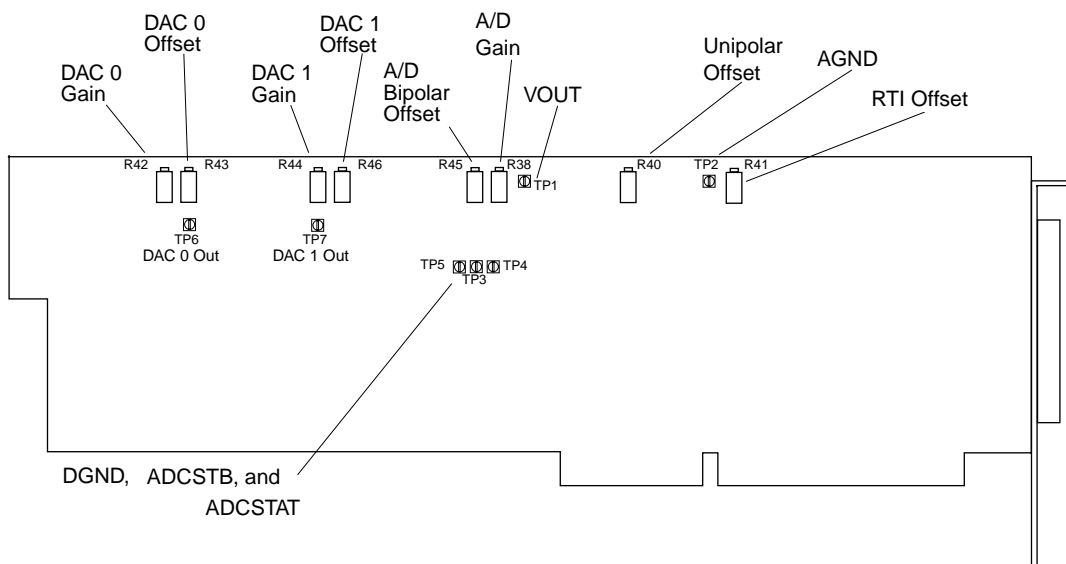 DAC 0
Offset
DAC 1
Offset
A/D
Gain
DAC 0
Gain
DAC 1
Gain
A/D
Bipolar
Offset
VOUT
Unipolar
Offset
AGND
RTI Offset
R42
R43
R44
R46
R45
R38
TP1
R40
TP2
R41
TP6
DAC 0 Out
TP7
DAC 1 Out
TP5
TP3
TP4
DGND, ADCSTB, and
ADCSTAT